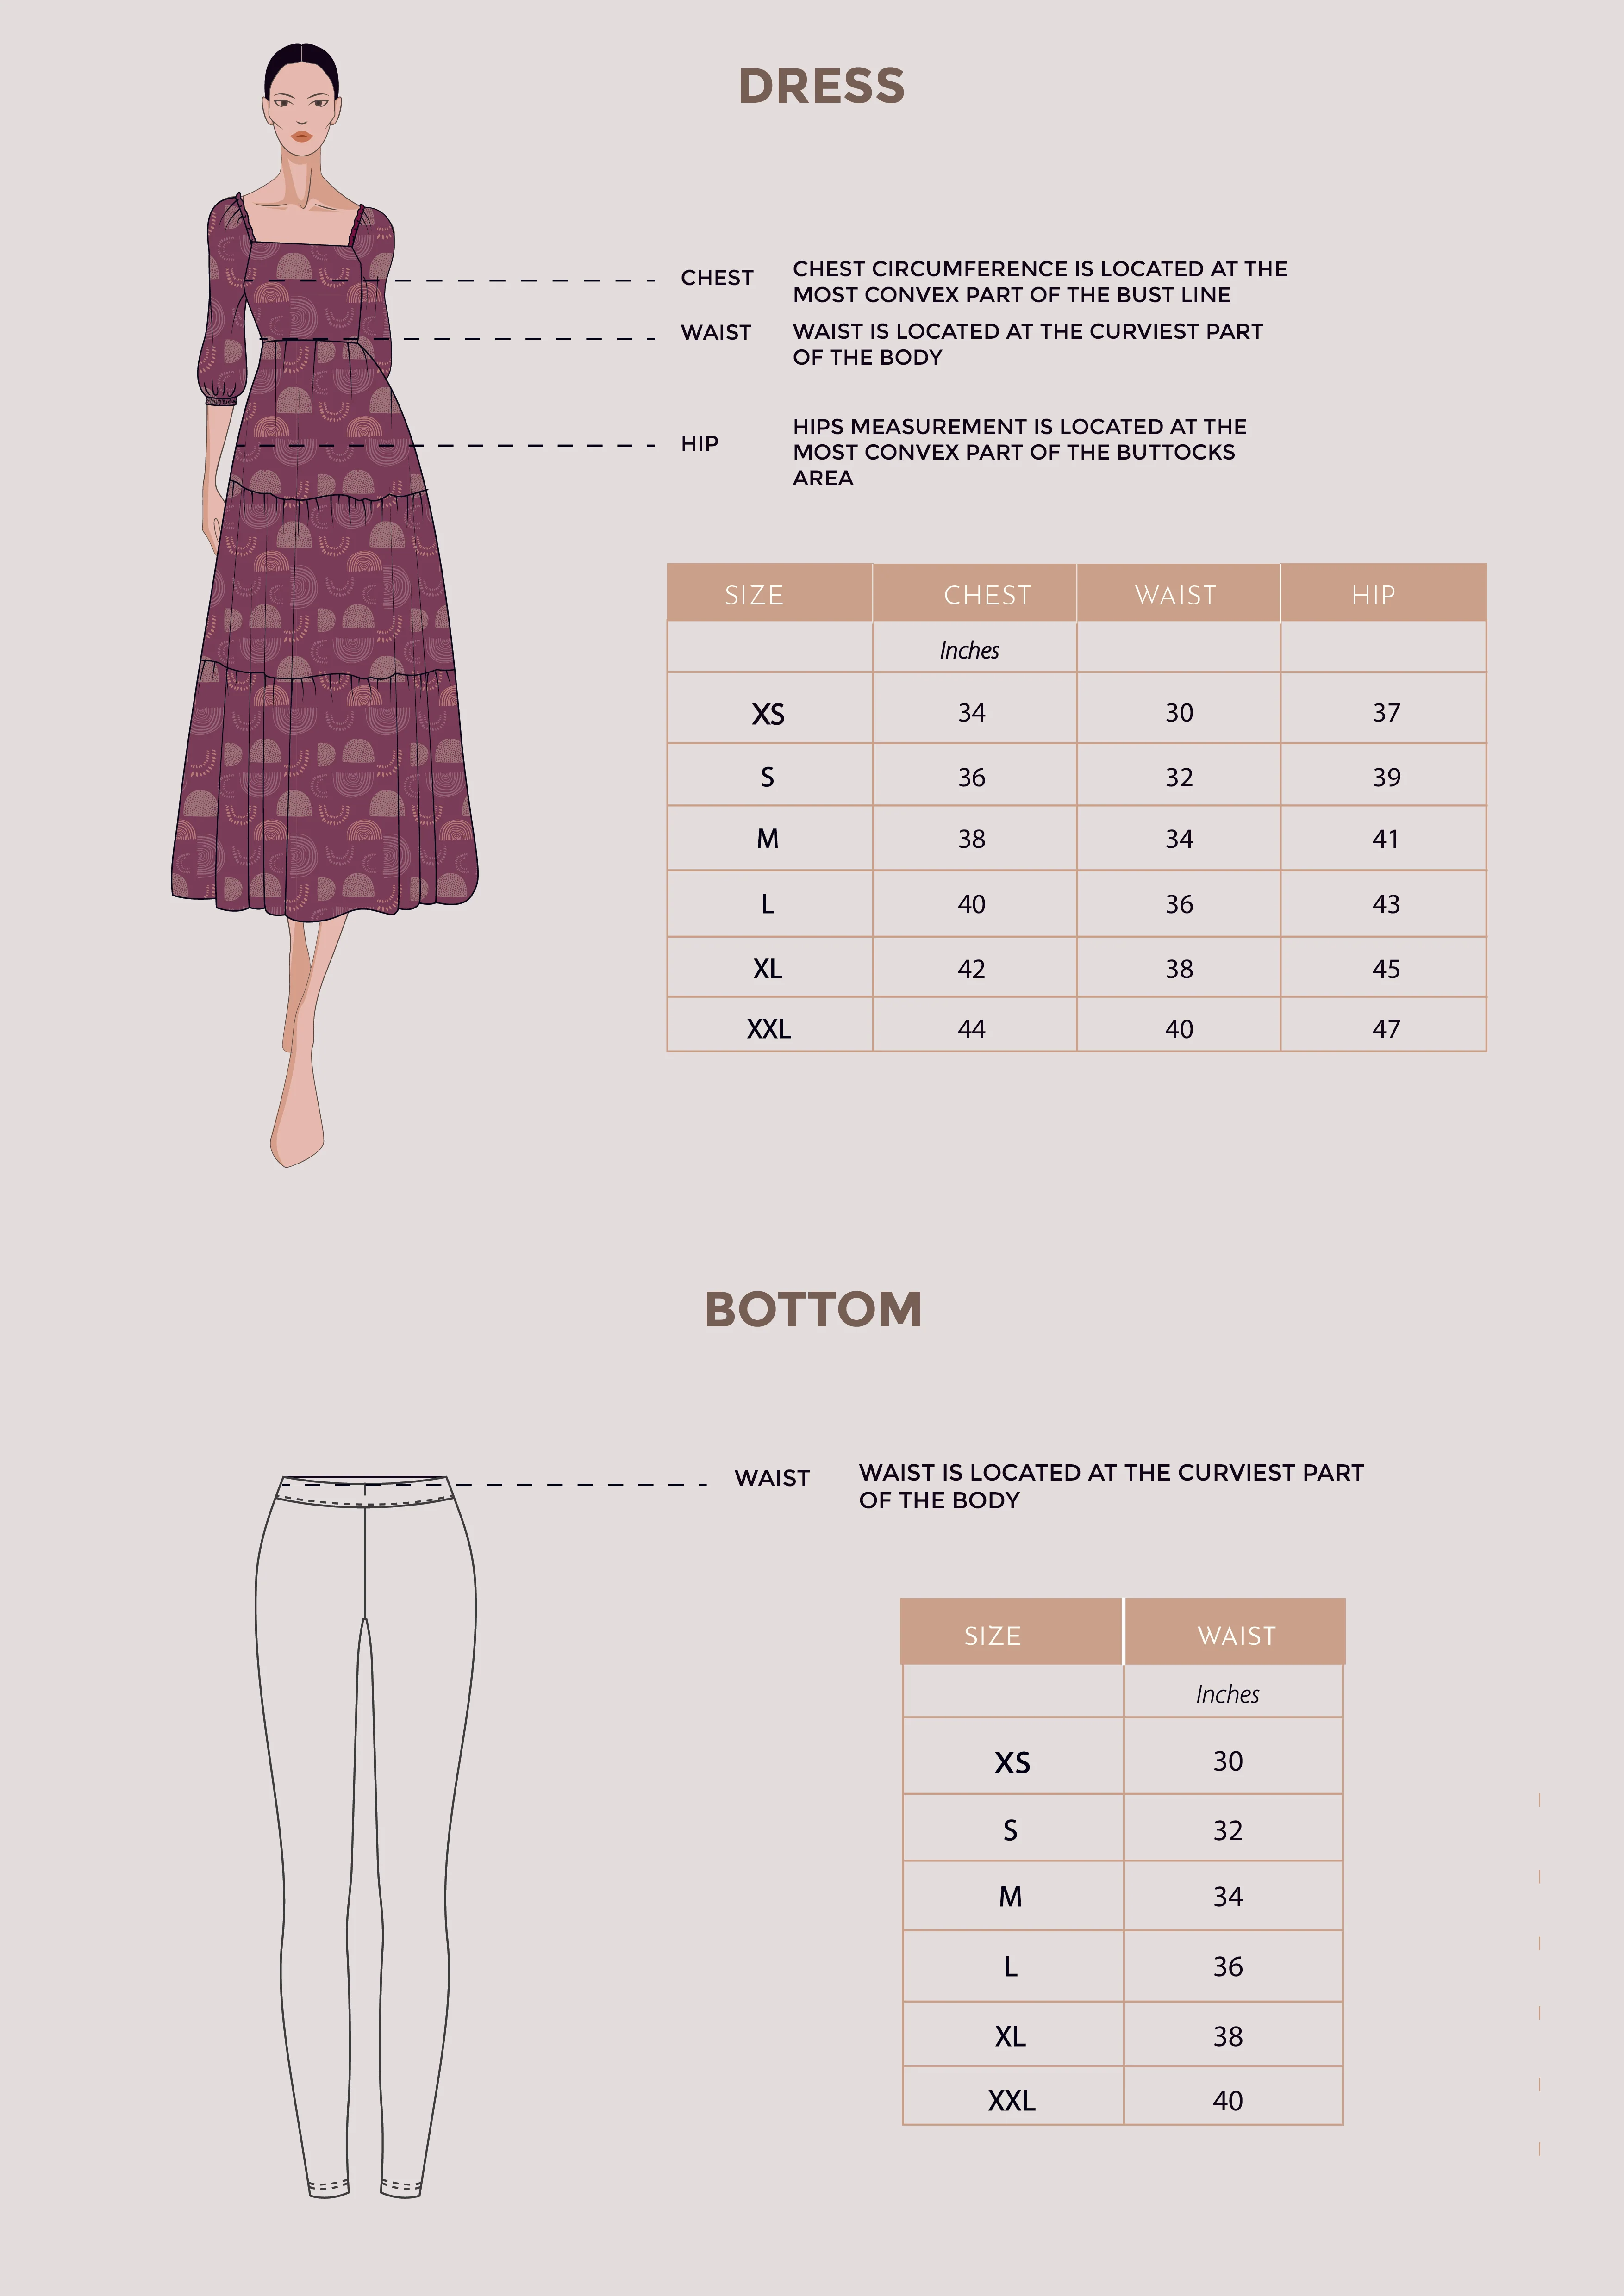 DRESS
CHEST
CHEST CIRCUMFERENCE IS LOCATED AT THE
MOST CONVEX PART OF THE BUST LINE
WAIST
WAIST IS LOCATED AT THE CURVIEST PART
OF THE BODY
HIP
HIPS MEASUREMENT IS LOCATED AT THE
MOST CONVEX PART OF THE BUTTOCKS
AREA
SIZE CHEST WAIST HIP
Inches
XS 34 30 37
S 36 32 39
M 38 34 41
L 40 36 43
XL 42 38 45
XXL 44 40 47
BOTTOM
WAIST
WAIST IS LOCATED AT THE CURVIEST PART
OF THE BODY
SIZE WAIST
Inches
XS 30
S 32
M 34
L 36
XL 38
XXL 40